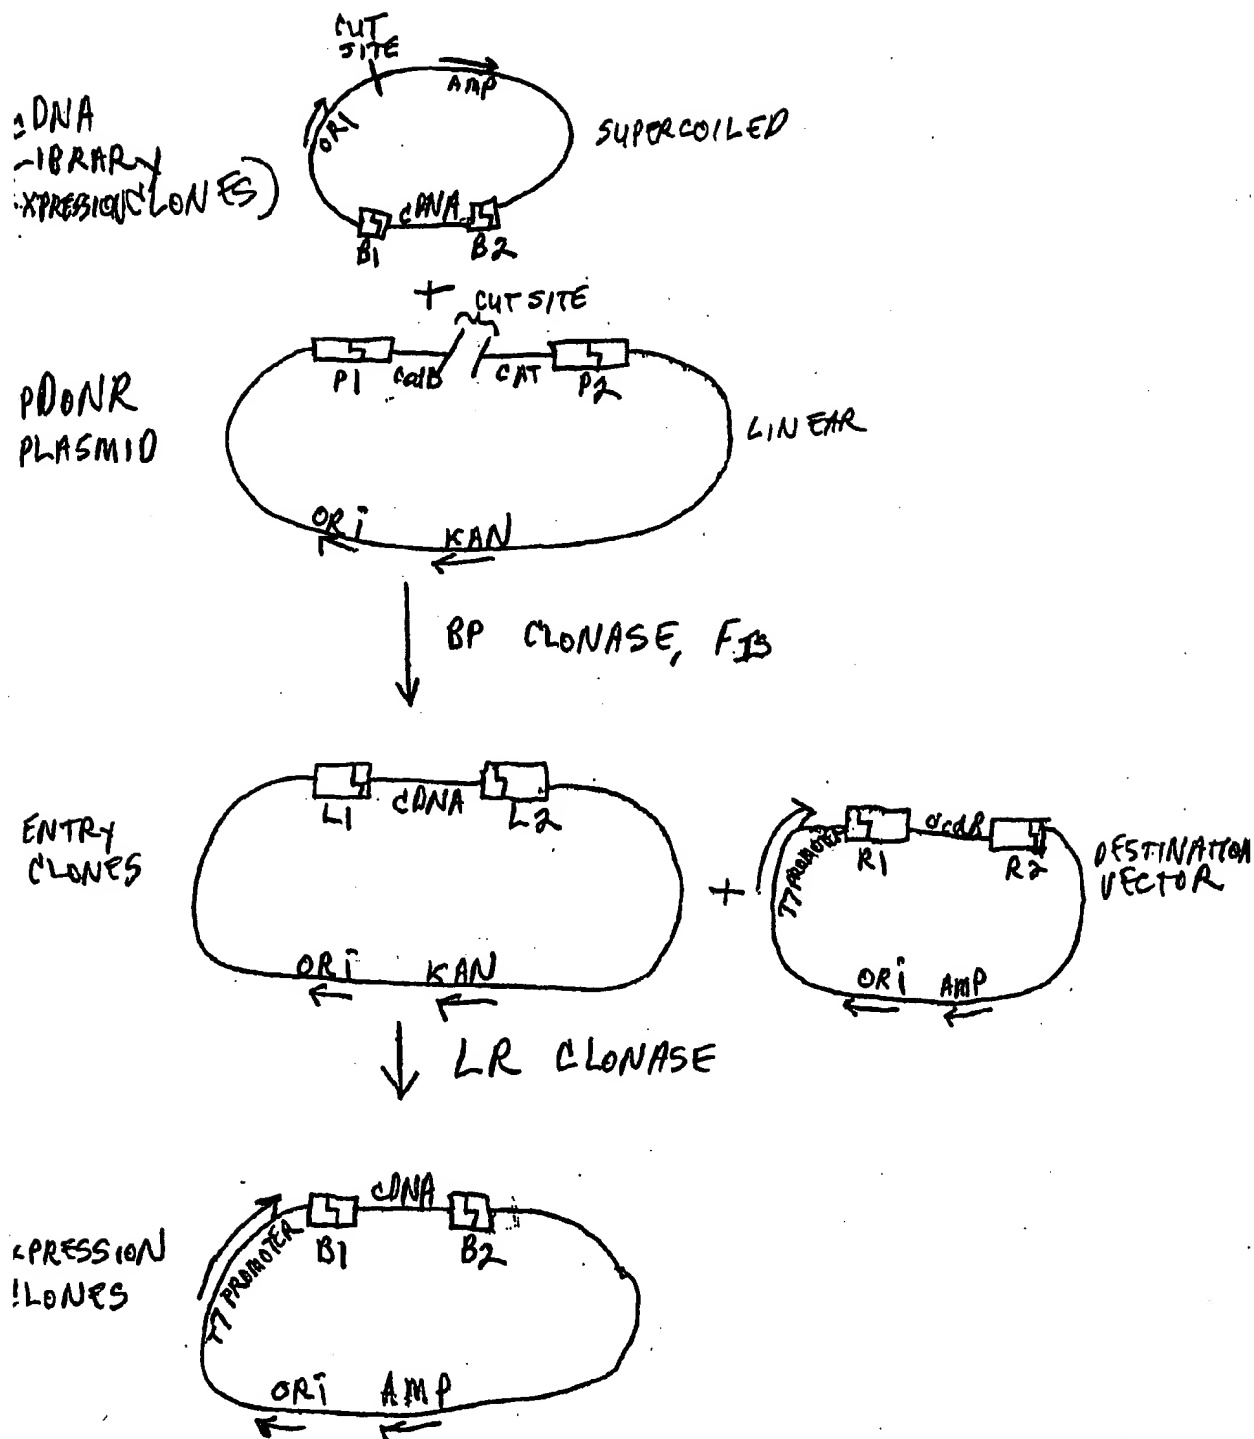 CUT
SITE
AMP
ORI
DNA
LIBRARY
XPRESSION CLONES)
SUPERCOILED
cDNA
B1
B2
+
CUT SITE
P1
ccdB
CAT
P2
pDONR
PLASMID
LINEAR
ORi
KAN
BP CLONASE, FIS
L1
cDNA
L2
ENTRY
CLONES
+
T7 PROMOTER
R1
ccdB
R2
DESTINATION
VECTOR
ORi
KAN
ORi
AMP
LR CLONASE
T7 PROMOTER
B1
cDNA
B2
XPRESSION
LONES
ORi
AMP